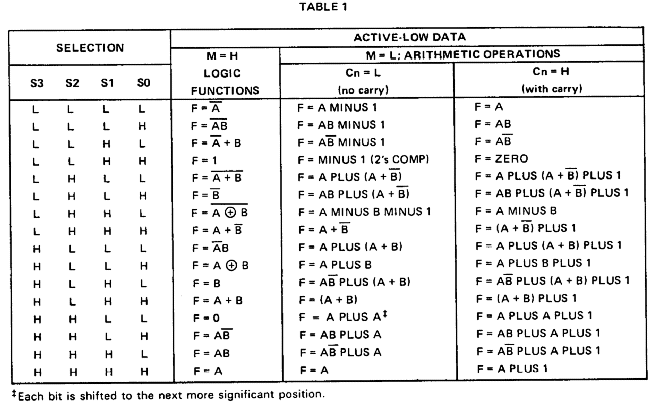 TABLE 1
SELECTION ACTIVE-LOW DATA
M = H M = L; ARITHMETIC OPERATIONS
LOGIC Cn = L Cn = H
S3 S2 S1 S0 FUNCTIONS (no carry) (with carry)
L L L L F = A̅ F = A MINUS 1 F = A
L L L H F = A̅B̅ F = AB MINUS 1 F = AB
L L H L F = A̅ + B F = AB̅ MINUS 1 F = AB̅
L L H H F = 1 F = MINUS 1 (2's COMP) F = ZERO
L H L L F = A̅ ̅+̅ ̅B̅ F = A PLUS (A + B̅) F = A PLUS (A + B̅) PLUS 1
L H L H F = B̅ F = AB PLUS (A + B̅) F = AB PLUS (A + B̅) PLUS 1
L H H L F = A̅ ̅⊕̅ ̅B̅ F = A MINUS B MINUS 1 F = A MINUS B
L H H H F = A + B̅ F = A + B̅ F = (A + B̅) PLUS 1
H L L L F = A̅B F = A PLUS (A + B) F = A PLUS (A + B) PLUS 1
H L L H F = A ⊕ B F = A PLUS B F = A PLUS B PLUS 1
H L H L F = B F = AB̅ PLUS (A + B) F = AB̅ PLUS (A + B) PLUS 1
H L H H F = A + B F = (A + B) F = (A + B) PLUS 1
H H L L F = 0 F = A PLUS A‡ F = A PLUS A PLUS 1
H H L H F = AB̅ F = AB PLUS A F = AB PLUS A PLUS 1
H H H L F = AB F = AB̅ PLUS A F = AB̅ PLUS A PLUS 1
H H H H F = A F = A F = A PLUS 1
‡Each bit is shifted to the next more significant position.